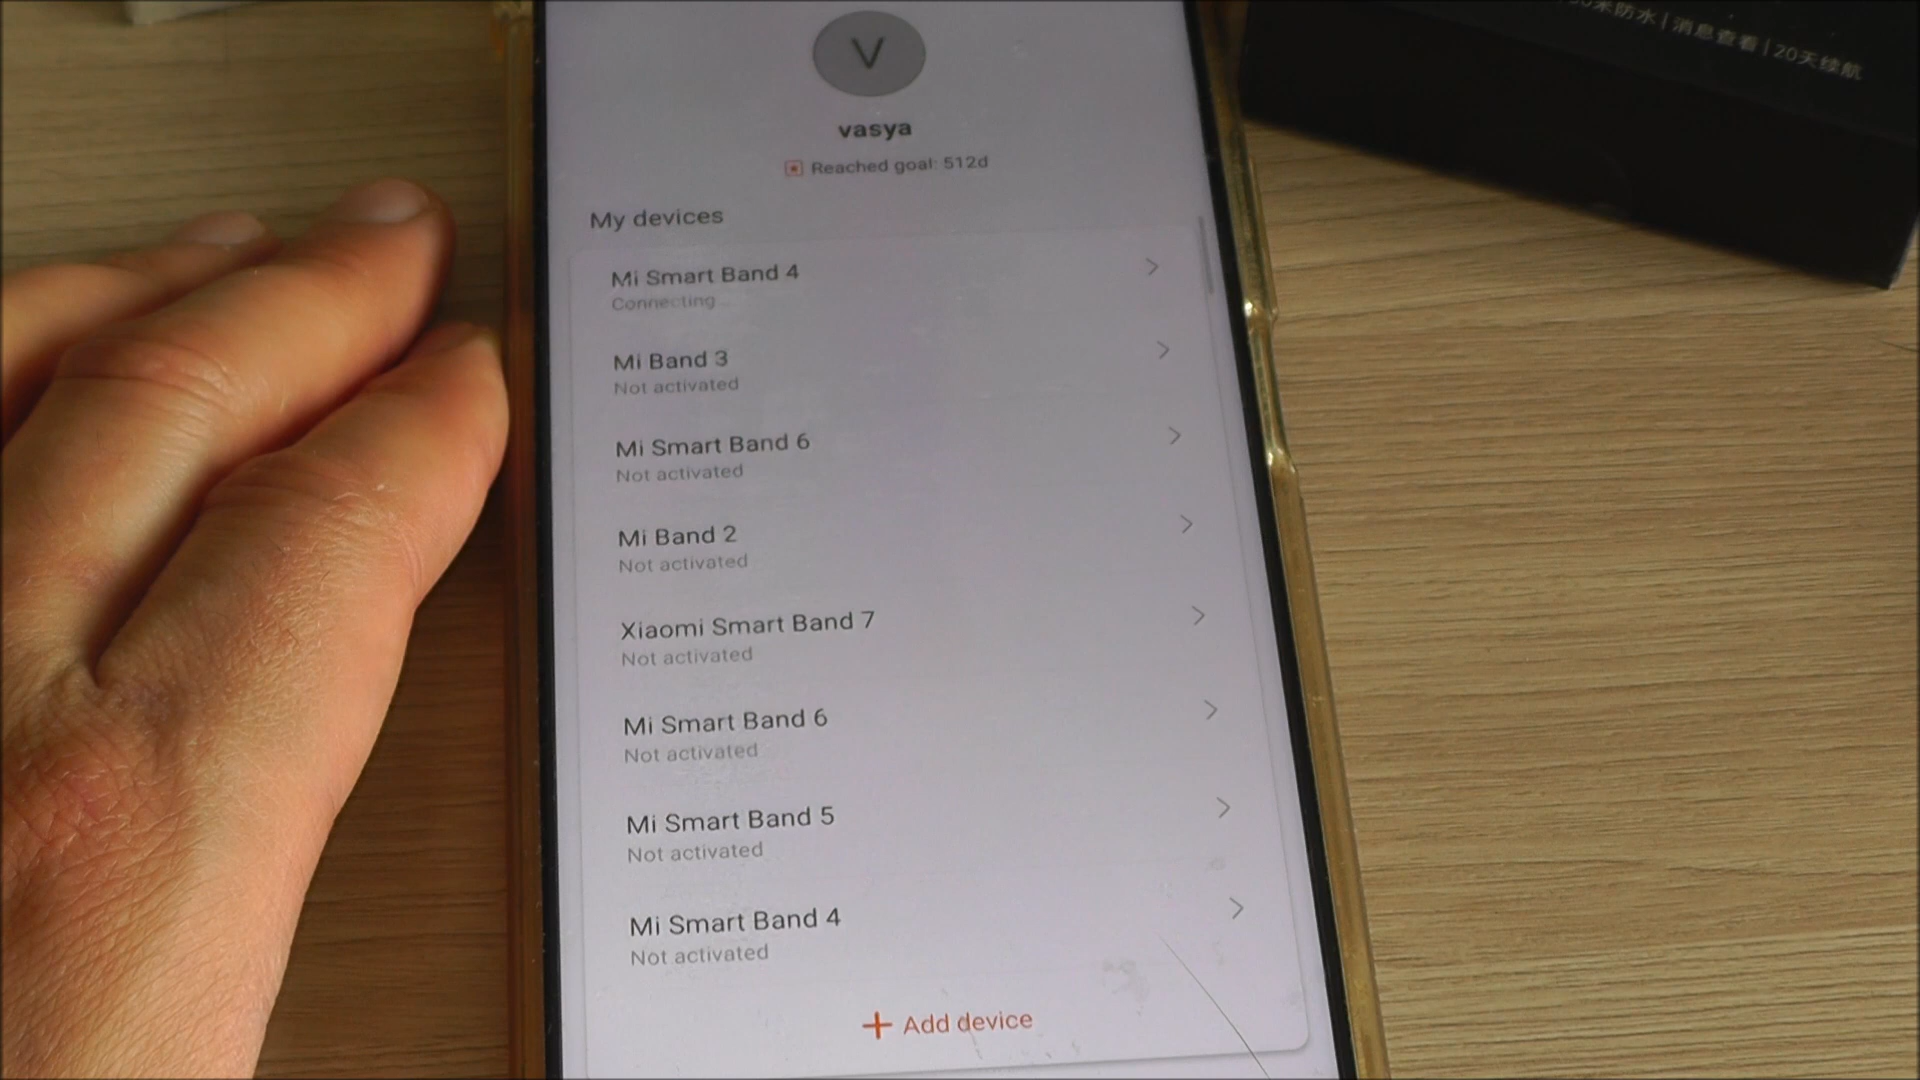 V
vasya
Reached goal: 512d
My devices
Mi Smart Band 4
Connecting
Mi Band 3
Not activated
Mi Smart Band 6
Not activated
Mi Band 2
Not activated
Xiaomi Smart Band 7
Not activated
Mi Smart Band 6
Not activated
Mi Smart Band 5
Not activated
Mi Smart Band 4
Not activated
+ Add device
米防水 | 消息查看 | 20天续航